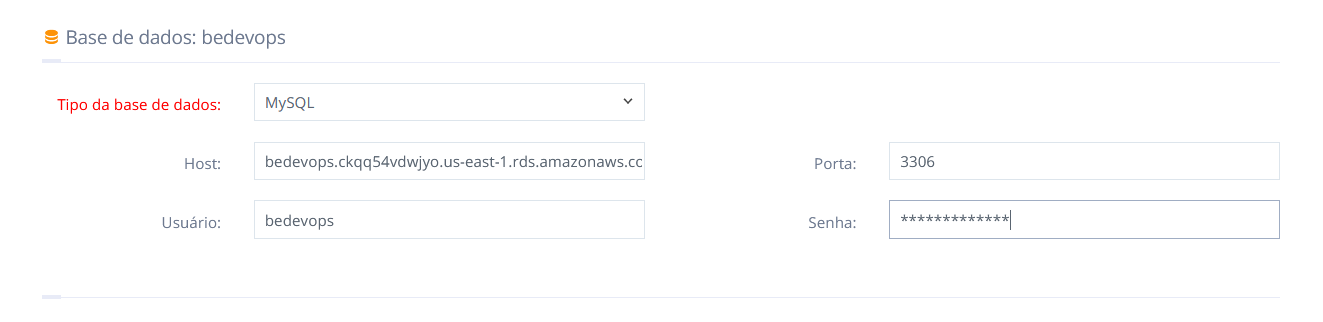 Base de dados: bedevops
Tipo da base de dados: MySQL
Host: bedevops.ckqq54vdwjyo.us-east-1.rds.amazonaws.cc Porta: 3306
Usuário: bedevops Senha: *************